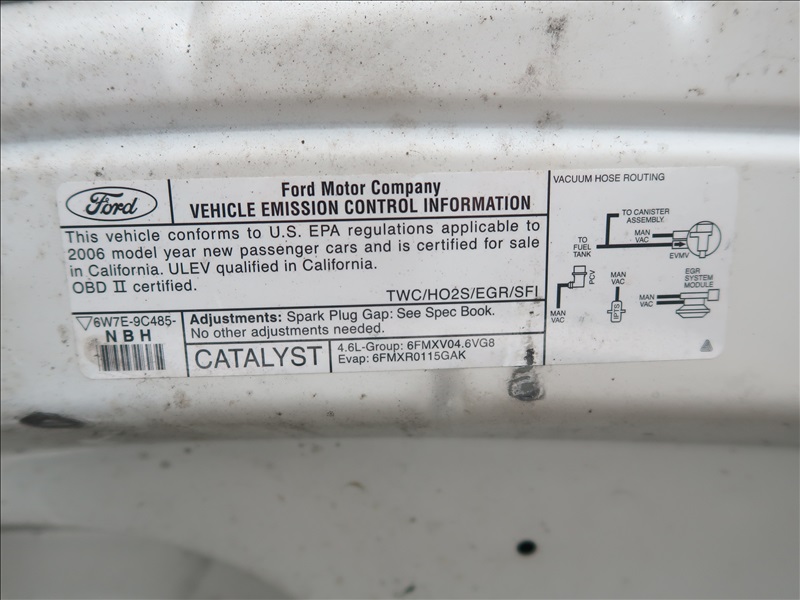 Ford
Ford Motor Company
VEHICLE EMISSION CONTROL INFORMATION
This vehicle conforms to U.S. EPA regulations applicable to
2006 model year new passenger cars and is certified for sale
in California. ULEV qualified in California.
OBD II certified.
TWC/HO2S/EGR/SFI
6W7E-9C485-
NBH
Adjustments: Spark Plug Gap: See Spec Book.
No other adjustments needed.
CATALYST
4.6L-Group: 6FMXV04.6VG8
Evap: 6FMXR0115GAK
VACUUM HOSE ROUTING
TO CANISTER
ASSEMBLY.
TO
FUEL
TANK
MAN
VAC
EVMV
PCV
MAN
VAC
MAN
VAC
IPTS
EGR
SYSTEM
MODULE
MAN
VAC